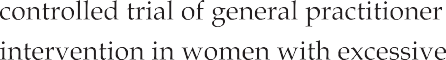 controlled trial of general practitioner
intervention in women with excessive